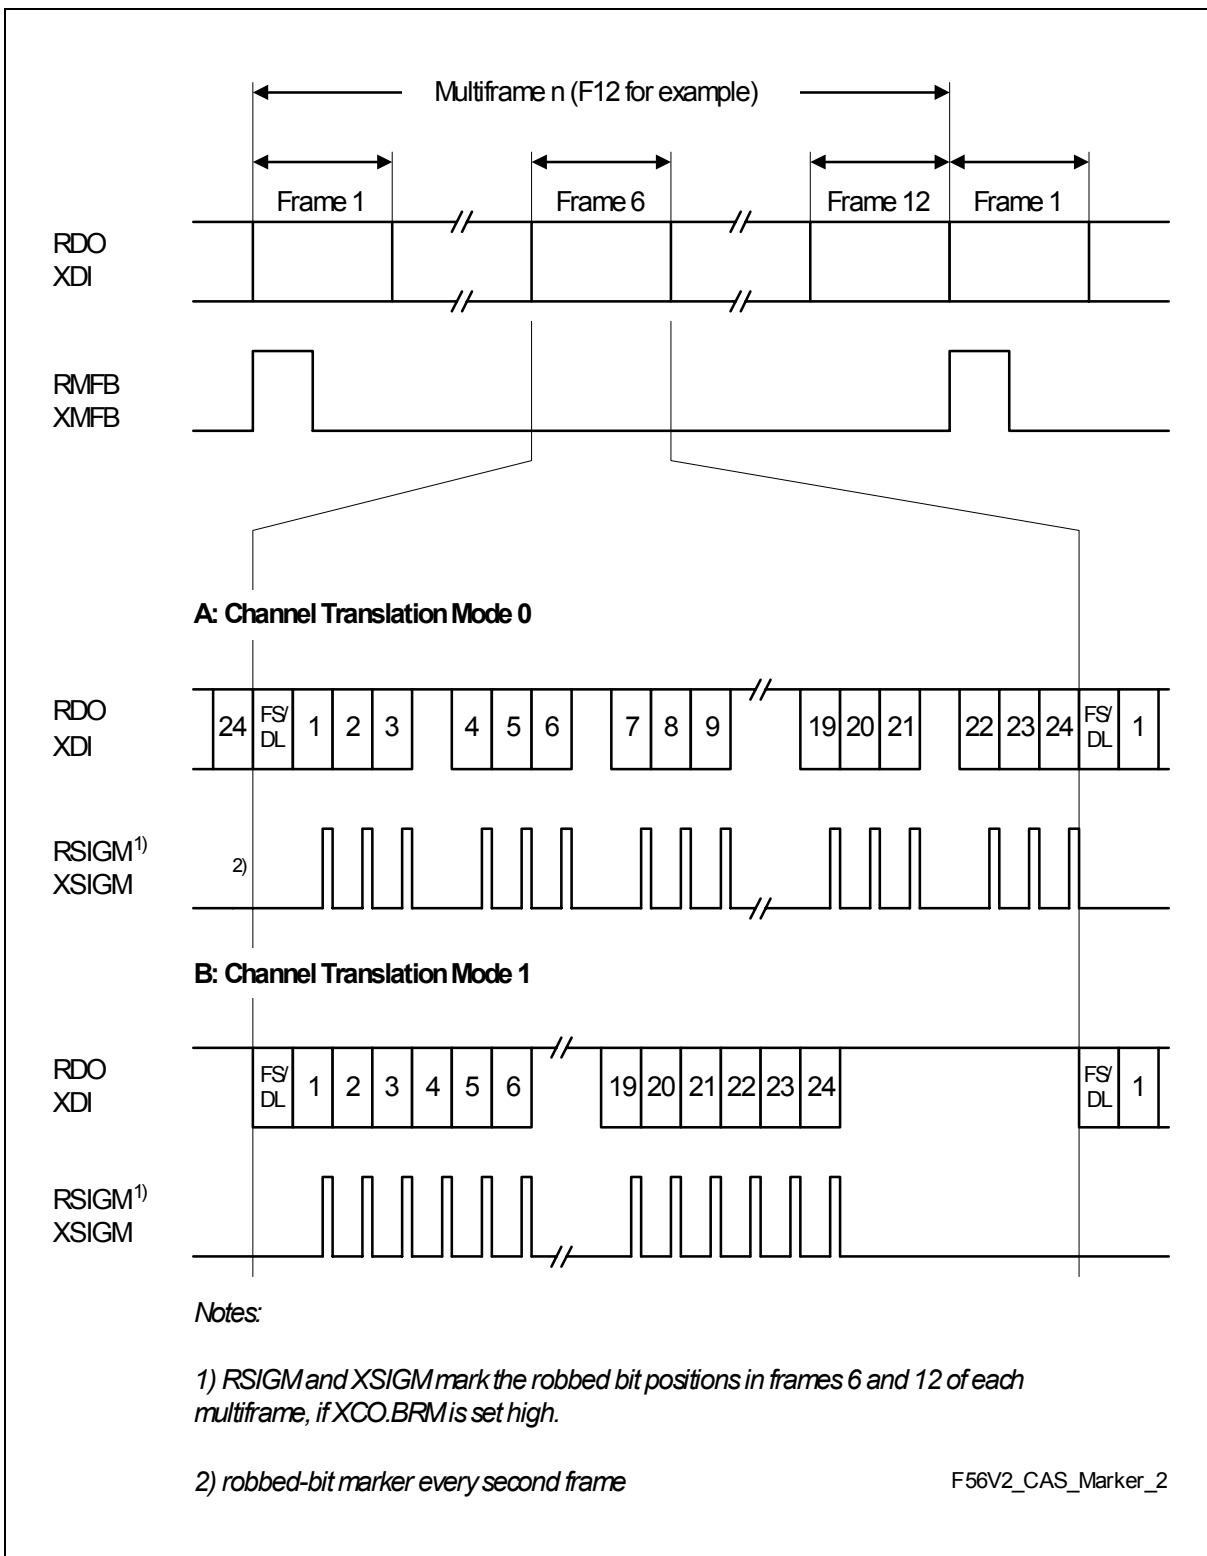 Multiframe n (F12 for example)
Frame 1 Frame 6 Frame 12 Frame 1
RDO
XDI
RMFB
XMFB
A: Channel Translation Mode 0
RDO
XDI
24 FS/DL 1 2 3 4 5 6 7 8 9 19 20 21 22 23 24 FS/DL 1
RSIGM1)
XSIGM
2)
B: Channel Translation Mode 1
RDO
XDI
FS/DL 1 2 3 4 5 6 19 20 21 22 23 24 FS/DL 1
RSIGM1)
XSIGM
Notes:
1) RSIGM and XSIGM mark the robbed bit positions in frames 6 and 12 of each
multiframe, if XCO.BRM is set high.
2) robbed-bit marker every second frame
F56V2_CAS_Marker_2